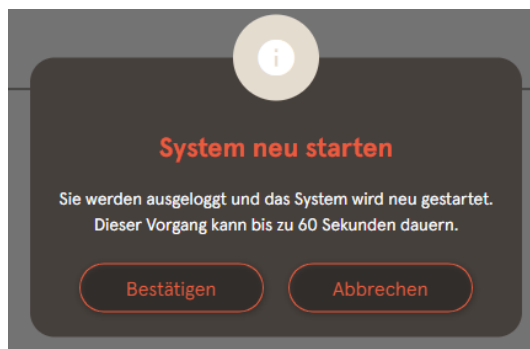 System neu starten
Sie werden ausgeloggt und das System wird neu gestartet.
Dieser Vorgang kann bis zu 60 Sekunden dauern.
Bestätigen
Abbrechen